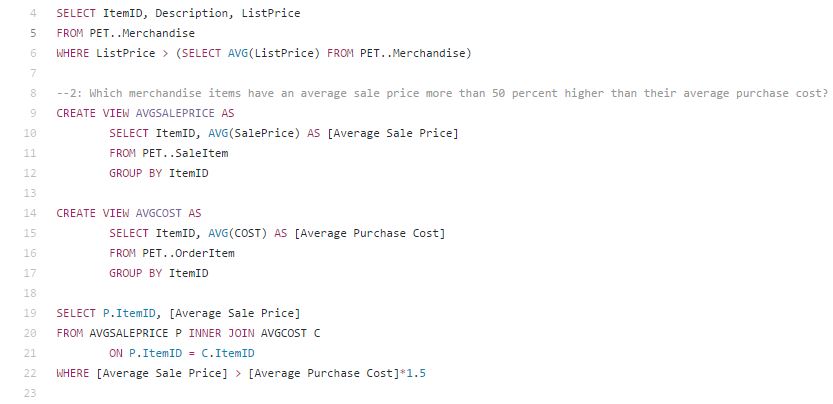 4 SELECT ItemID, Description, ListPrice
5 FROM PET..Merchandise
6 WHERE ListPrice > (SELECT AVG(ListPrice) FROM PET..Merchandise)
7
8 --2: Which merchandise items have an average sale price more than 50 percent higher than their average purchase cost?
9 CREATE VIEW AVGSALEPRICE AS
10 SELECT ItemID, AVG(SalePrice) AS [Average Sale Price]
11 FROM PET..SaleItem
12 GROUP BY ItemID
13
14 CREATE VIEW AVGCOST AS
15 SELECT ItemID, AVG(COST) AS [Average Purchase Cost]
16 FROM PET..OrderItem
17 GROUP BY ItemID
18
19 SELECT P.ItemID, [Average Sale Price]
20 FROM AVGSALEPRICE P INNER JOIN AVGCOST C
21 ON P.ItemID = C.ItemID
22 WHERE [Average Sale Price] > [Average Purchase Cost]*1.5
23